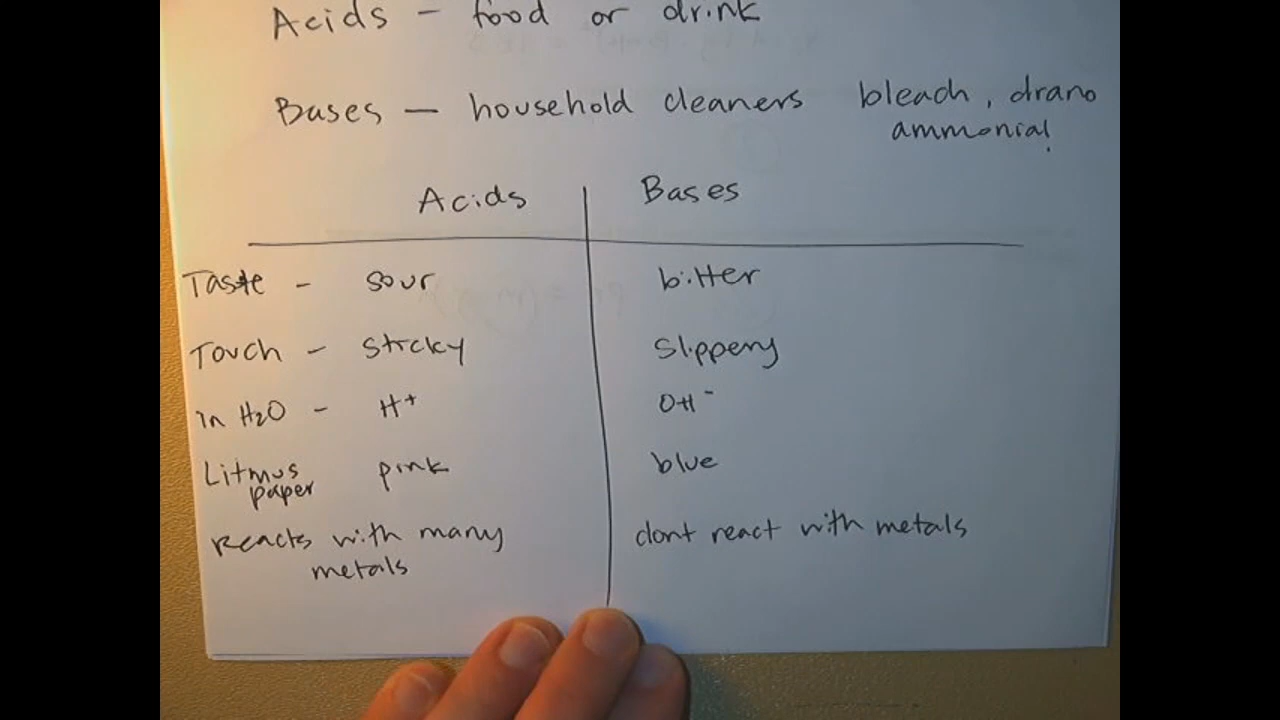 Acids - food or drink
Bases - household cleaners bleach, drano
ammonia!
Acids Bases
Taste - sour bitter
Touch - sticky slippery
in H2O - H+ OH-
Litmus pink blue
paper
reacts with many dont react with metals
metals